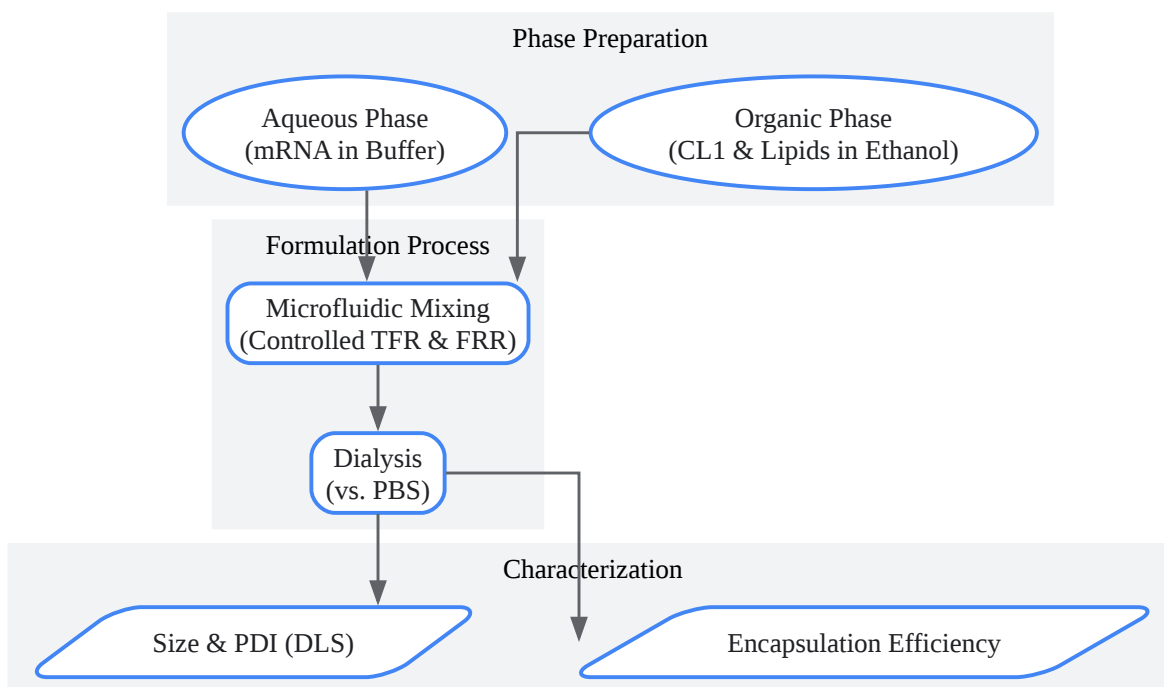 Phase Preparation
Aqueous Phase
(mRNA in Buffer)
Organic Phase
(CL1 & Lipids in Ethanol)
Formulation Process
Microfluidic Mixing
(Controlled TFR & FRR)
Dialysis
(vs. PBS)
Characterization
Size & PDI (DLS)
Encapsulation Efficiency